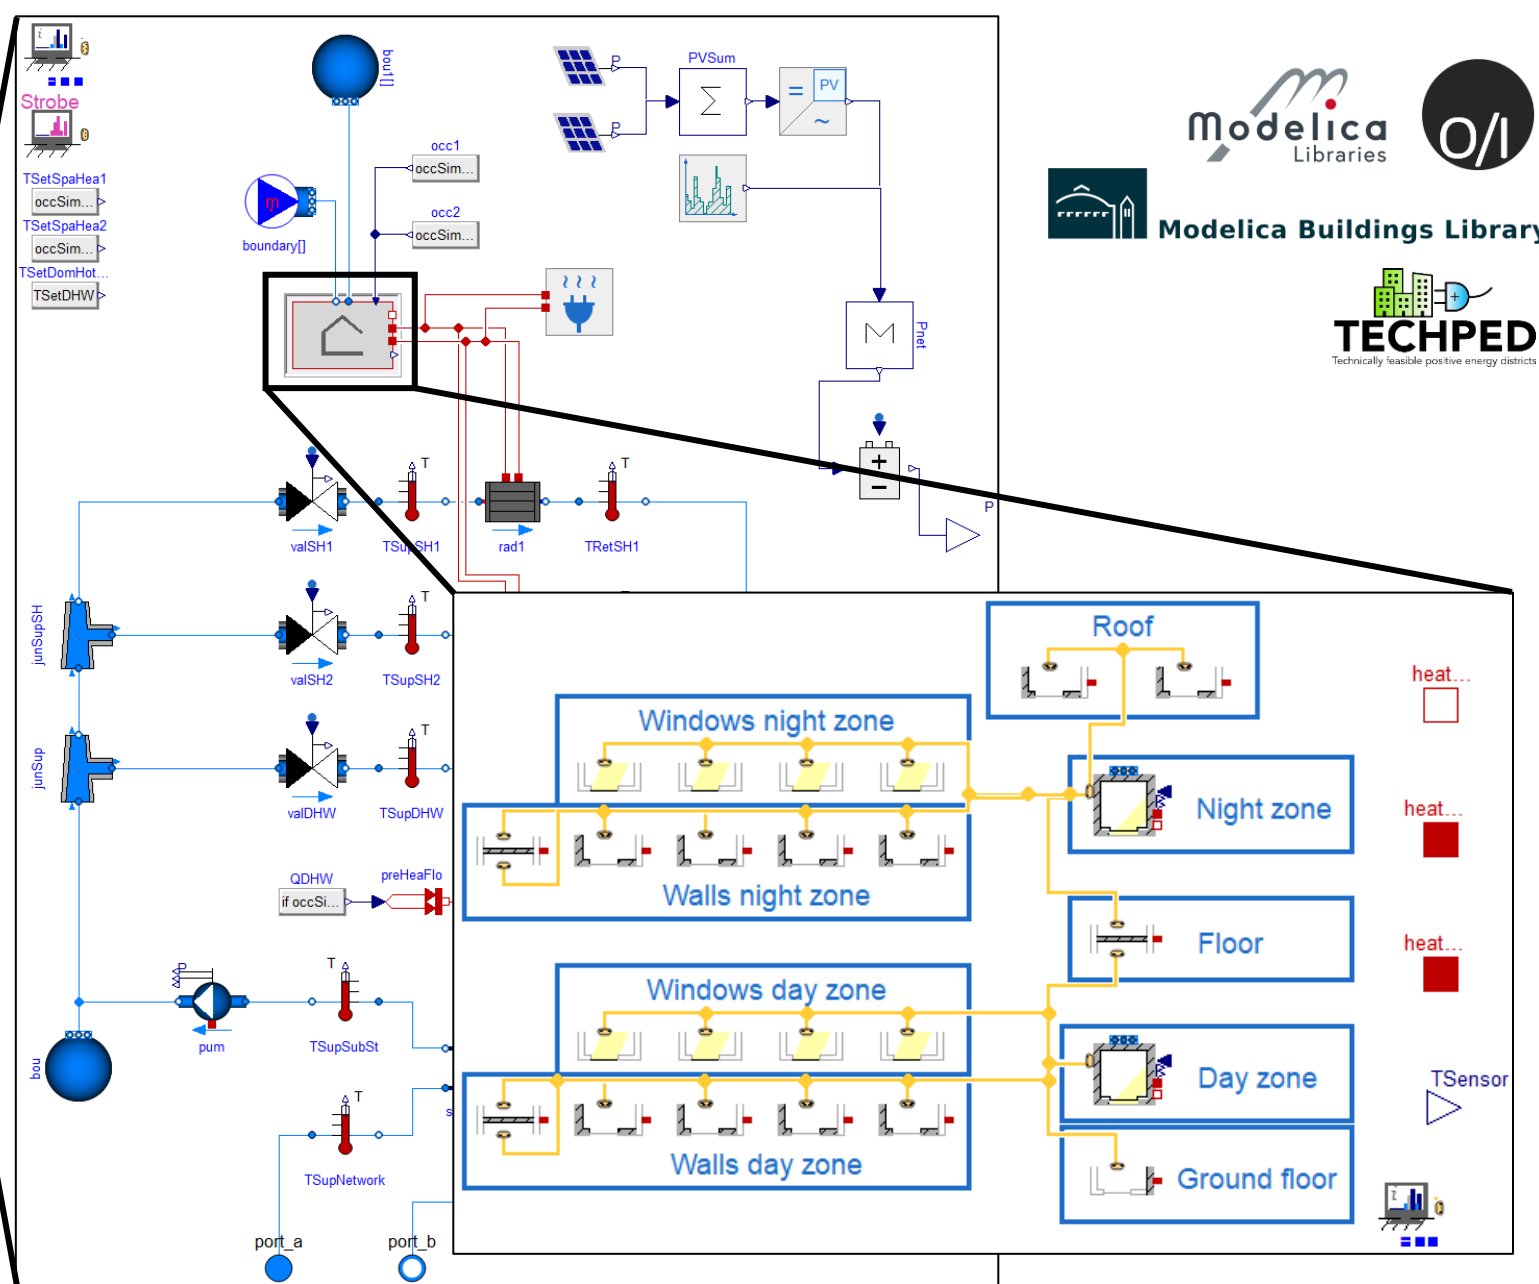 i
Strobe
TSetSpaHea1
occSim...
TSetSpaHea2
occSim...
TSetDomHot...
TSetDHW
bou1[]
m
boundary[]
occ1
occSim...
occ2
occSim...
P
P
PVSum
Σ
=
PV
~
M
Pnet
+
−
P
Modelica
Libraries
O/I
Modelica Buildings Library
+
TECHPED
Technically feasible positive energy districts
T
T
valSH1
TSupSH1
rad1
TRetSH1
junSupSH
T
valSH2
TSupSH2
junSup
T
valDHW
TSupDHW
QDHW
if occSi...
preHeaFlo
P
pum
T
TSupSubSt
bou
T
TSupNetwork
s
port_a
port_b
Roof
Windows night zone
Walls night zone
Night zone
Floor
Windows day zone
Walls day zone
Day zone
Ground floor
heat...
heat...
heat...
TSensor
i